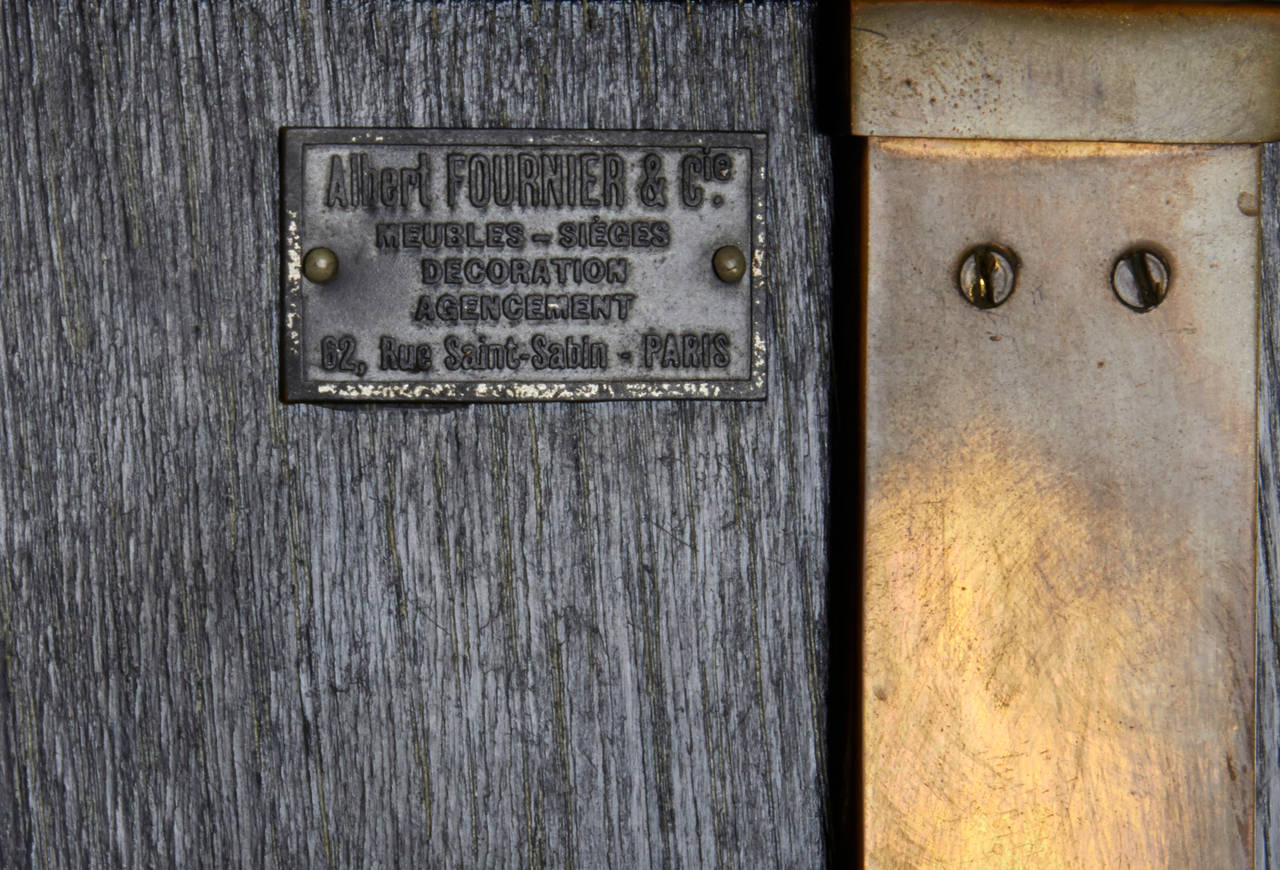 Albert FOURNIER & Cie.
MEUBLES - SIÈGES
DECORATION
AGENCEMENT
62, Rue Saint-Sabin - PARIS